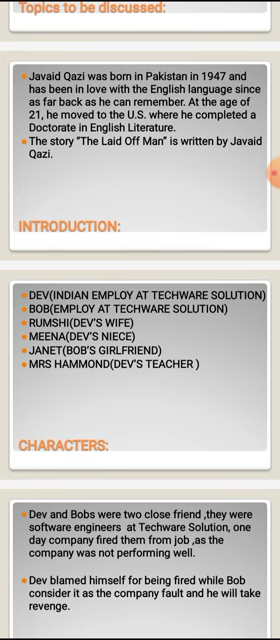 Topics to be discussed:
Javaid Qazi was born in Pakistan in 1947 and
has been in love with the English language since
as far back as he can remember. At the age of
21, he moved to the U.S. where he completed a
Doctorate in English Literature.
The story “The Laid Off Man” is written by Javaid
Qazi.
INTRODUCTION:
DEV(INDIAN EMPLOY AT TECHWARE SOLUTION)
BOB(EMPLOY AT TECHWARE SOLUTION)
RUMSHI(DEV'S WIFE)
MEENA(DEV'S NIECE)
JANET(BOB'S GIRLFRIEND)
MRS HAMMOND(DEV'S TEACHER )
CHARACTERS:
Dev and Bobs were two close friend ,they were
software engineers at Techware Solution, one
day company fired them from job ,as the
company was not performing well.
Dev blamed himself for being fired while Bob
consider it as the company fault and he will take
revenge.